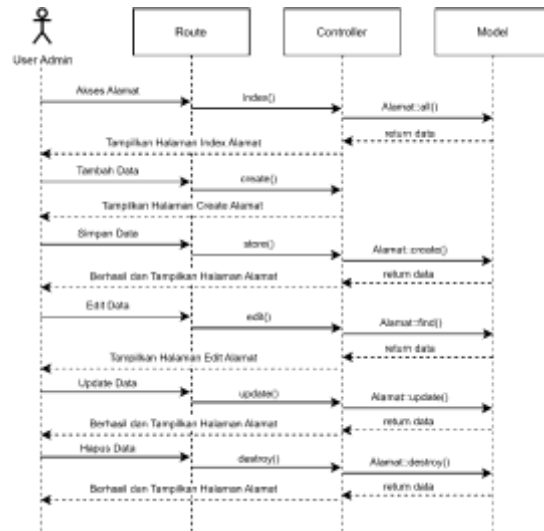 Route
Controller
Model
User Admin
Akses Alamat
index()
Alamat::all()
return data
Tampilkan Halaman Index Alamat
Tambah Data
create()
Tampilkan Halaman Create Alamat
Simpan Data
store()
Alamat::create()
return data
Berhasil dan Tampilkan Halaman Alamat
Edit Data
edit()
Alamat::find()
return data
Tampilkan Halaman Edit Alamat
Update Data
update()
Alamat::update()
return data
Berhasil dan Tampilkan Halaman Alamat
Hapus Data
destroy()
Alamat::destroy()
return data
Berhasil dan Tampilkan Halaman Alamat